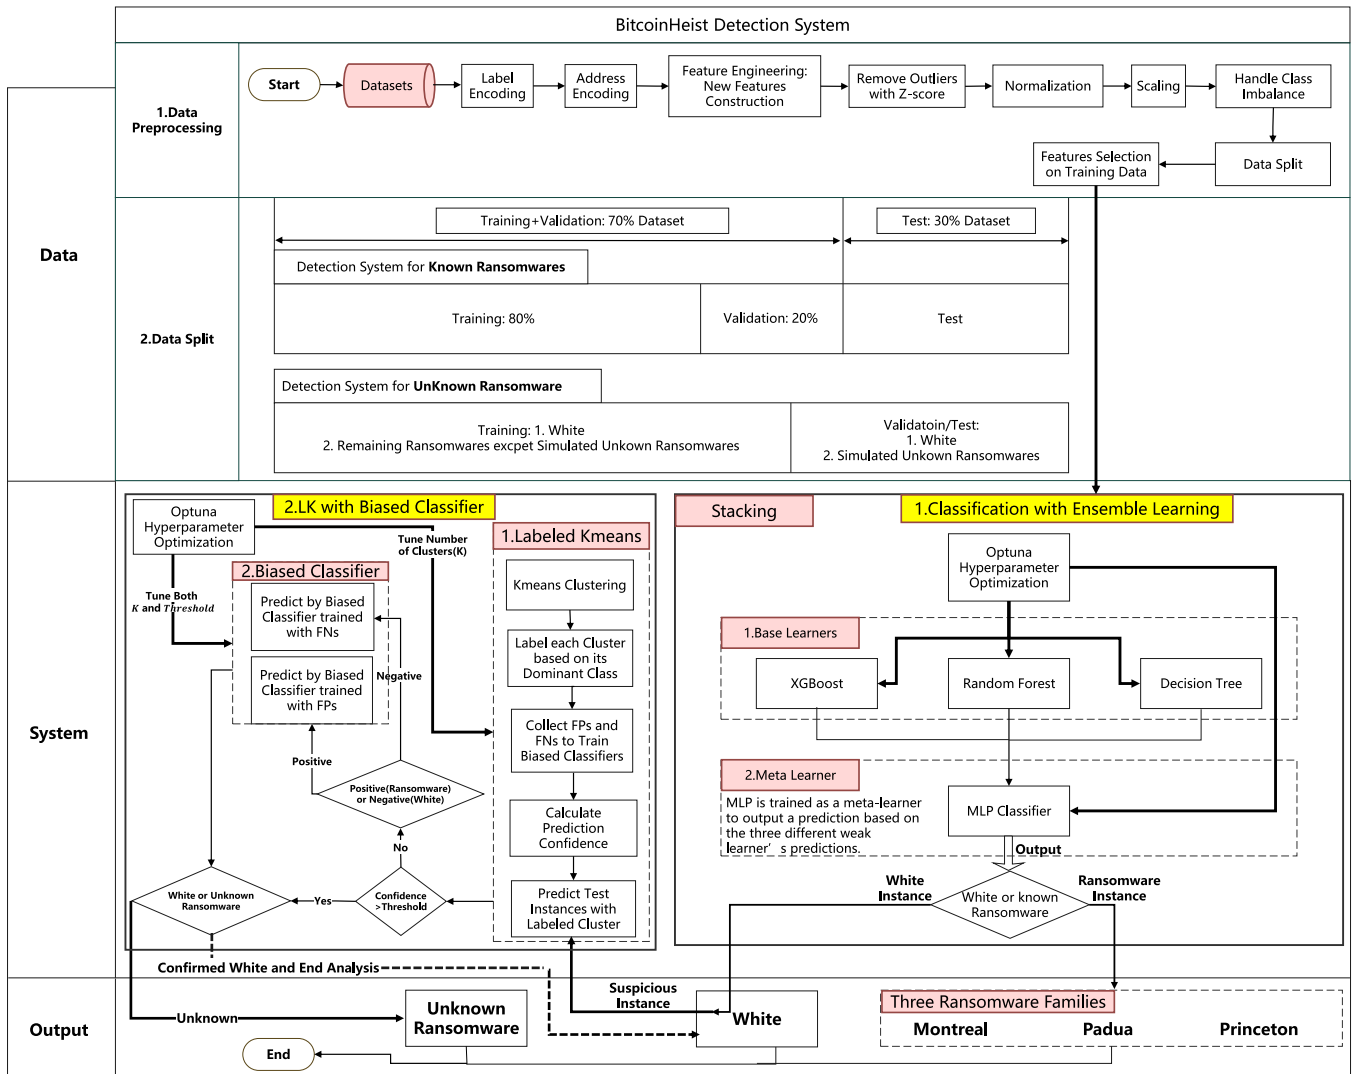 BitcoinHeist Detection System
Data
1.Data
Preprocessing
Start
Datasets
Label
Encoding
Address
Encoding
Feature Engineering:
New Features
Construction
Remove Outliers
with Z-score
Normalization
Scaling
Handle Class
Imbalance
Features Selection
on Training Data
Data Split
2.Data Split
Training+Validation: 70% Dataset
Test: 30% Dataset
Detection System for Known Ransomwares
Training: 80%
Validation: 20%
Test
Detection System for UnKnown Ransomware
Training: 1. White
2. Remaining Ransomwares excpet Simulated Unkown Ransomwares
Validatoin/Test:
1. White
2. Simulated Unkown Ransomwares
System
2.LK with Biased Classifier
Optuna
Hyperparameter
Optimization
Tune Number
of Clusters(K)
Tune Both
K and Threshold
2.Biased Classifier
Predict by Biased
Classifier trained
with FNs
Predict by Biased
Classifier trained
with FPs
Negative
Positive
Positive(Ransomware)
or Negative(White)
No
Confidence
>Threshold
Yes
White or Unknown
Ransomware
1.Labeled Kmeans
Kmeans Clustering
Label each Cluster
based on its
Dominant Class
Collect FPs and
FNs to Train
Biased Classifiers
Calculate
Prediction
Confidence
Predict Test
Instances with
Labeled Cluster
Confirmed White and End Analysis
Stacking
1.Classification with Ensemble Learning
Optuna
Hyperparameter
Optimization
1.Base Learners
XGBoost
Random Forest
Decision Tree
2.Meta Learner
MLP is trained as a meta-learner
to output a prediction based on
the three different weak
learner’ s predictions.
MLP Classifier
Output
White
Instance
White or known
Ransomware
Ransomware
Instance
Output
Unknown
Unknown
Ransomware
Suspicious
Instance
White
Three Ransomware Families
Montreal
Padua
Princeton
End